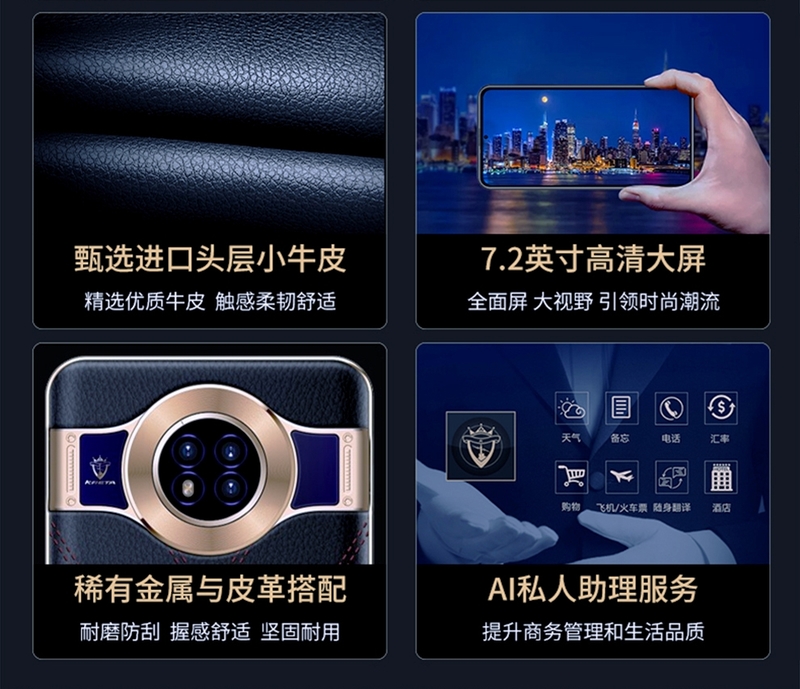 甄选进口头层小牛皮
精选优质牛皮 触感柔韧舒适
7.2英寸高清大屏
全面屏 大视野 引领时尚潮流
稀有金属与皮革搭配
耐磨防刮 握感舒适 坚固耐用
天气 备忘 电话 汇率
购物 飞机/火车票 随身翻译 酒店
AI私人助理服务
提升商务管理和生活品质